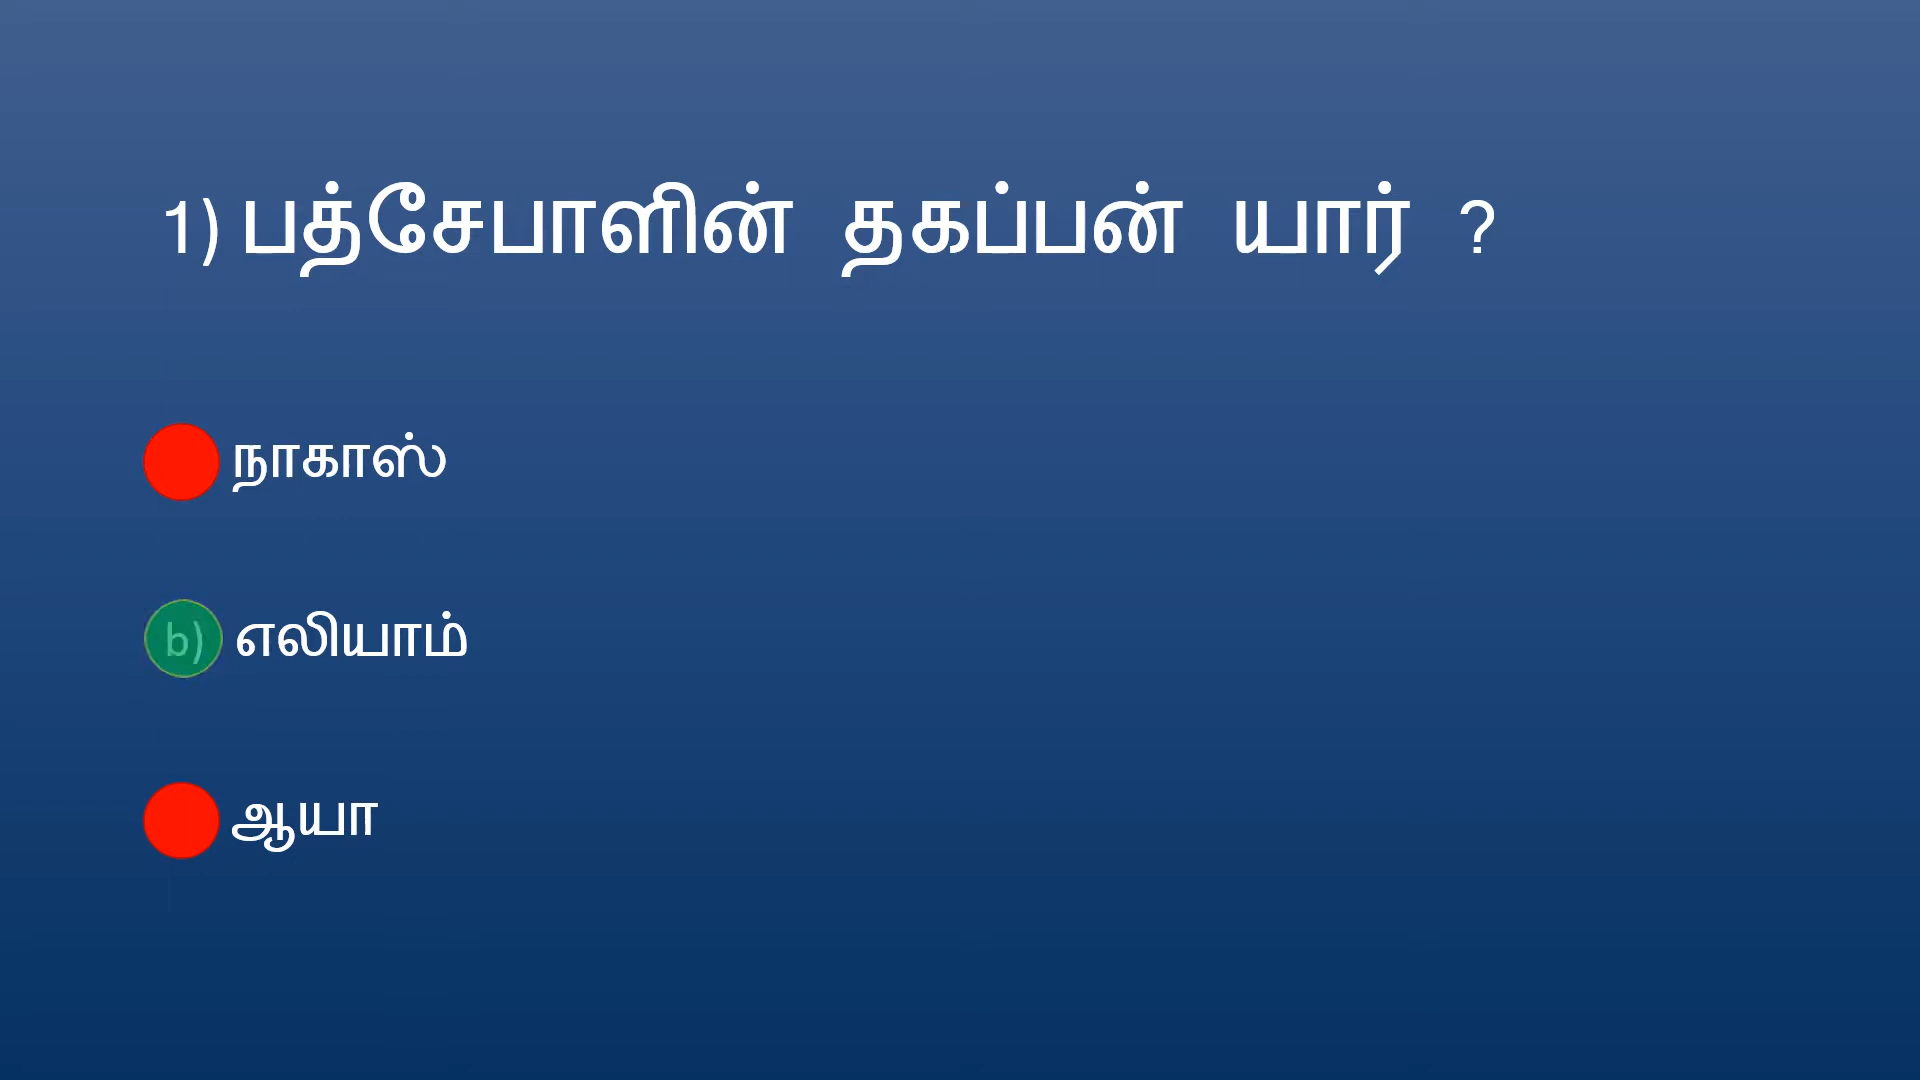 1) பத்சேபாளின் தகப்பன் யார் ?
நாகாஸ்
b) எலியாம்
ஆயா